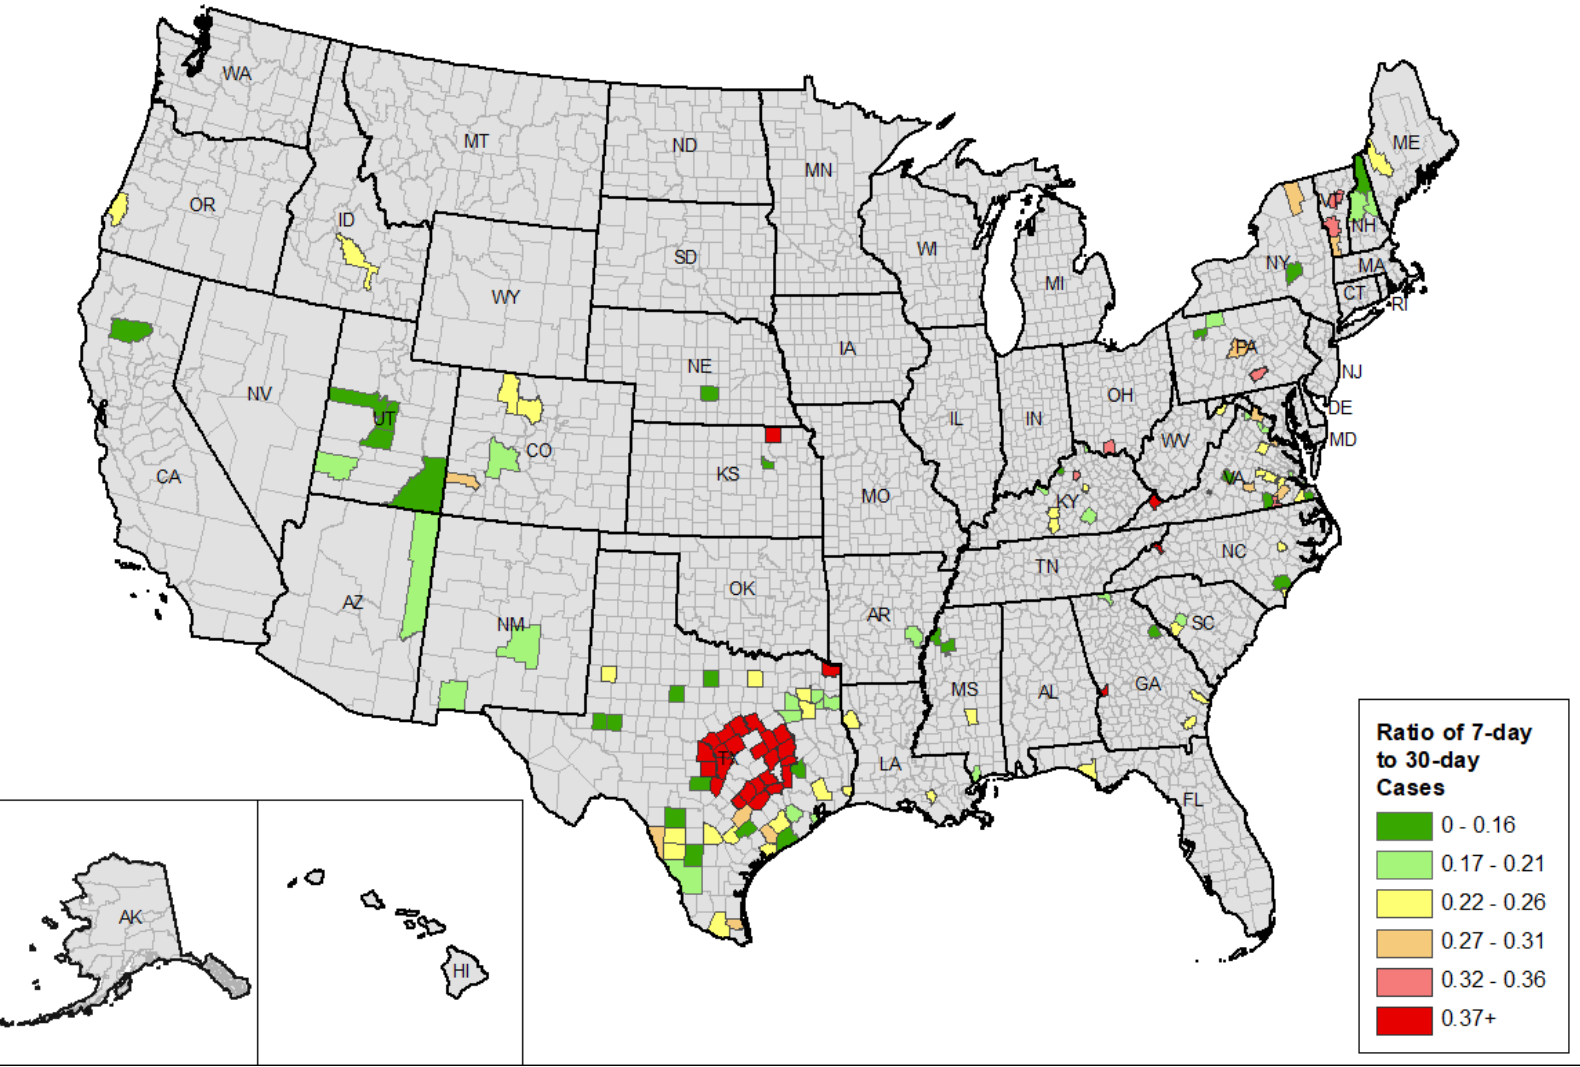 WA
MT
ND
MN
ME
OR
ID
SD
WI
MI
VT
NH
NY
MA
CT
RI
WY
IA
NE
PA
NJ
NV
UT
CO
IL
IN
OH
DE
MD
WV
CA
KS
MO
KY
VA
AZ
NM
OK
AR
TN
NC
SC
MS
AL
GA
TX
LA
FL
AK
HI
Ratio of 7-day
to 30-day
Cases
0 - 0.16
0.17 - 0.21
0.22 - 0.26
0.27 - 0.31
0.32 - 0.36
0.37+